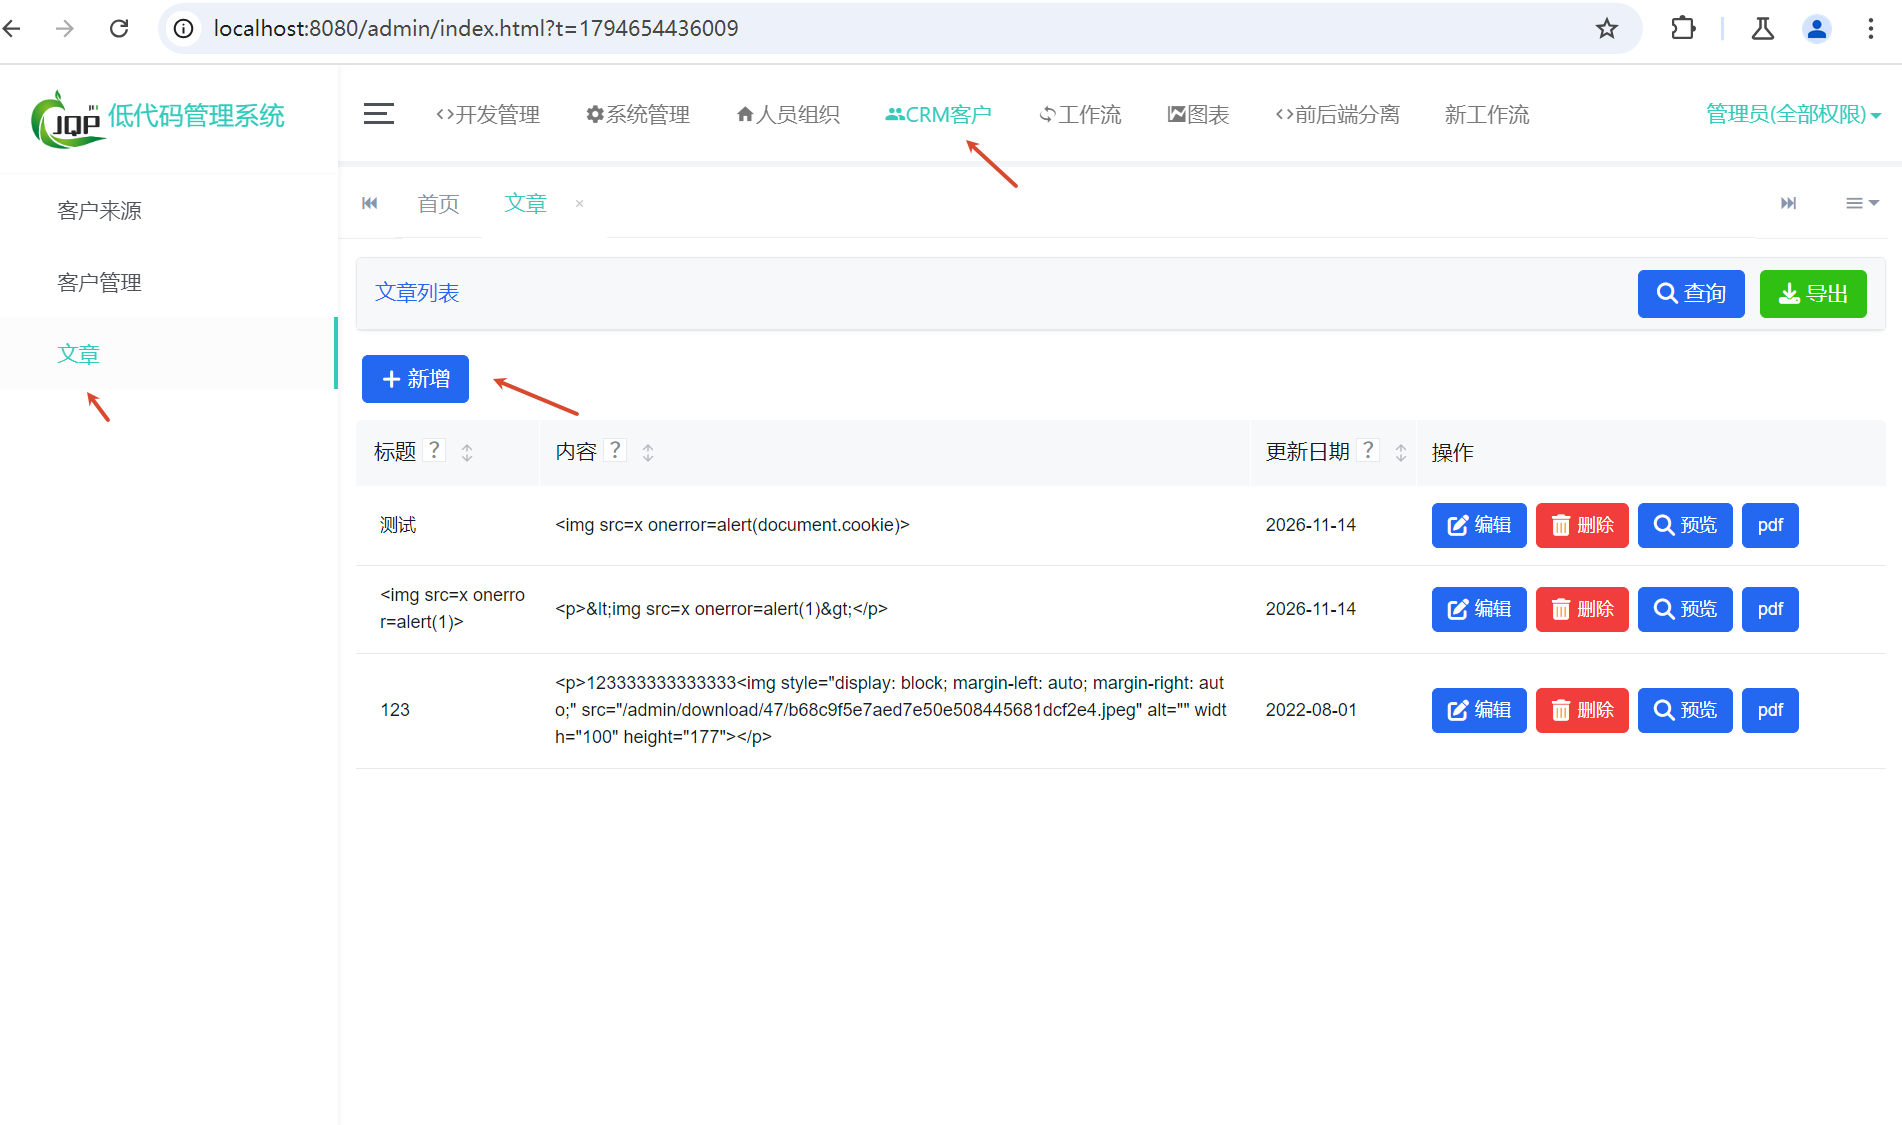 localhost:8080/admin/index.html?t=1794654436009
JQP 低代码管理系统
开发管理 系统管理 人员组织 CRM客户 工作流 图表 前后端分离 新工作流 管理员(全部权限)
客户来源
客户管理
文章
首页 文章 ×
文章列表 查询 导出
新增
标题 ? 内容 ? 更新日期 ? 操作
测试 <img src=x onerror=alert(document.cookie)> 2026-11-14 编辑 删除 预览 pdf
<img src=x onerro
r=alert(1)>
<p>&lt;img src=x onerror=alert(1)&gt;</p> 2026-11-14 编辑 删除 预览 pdf
<p>123333333333333<img style="display: block; margin-left: auto; margin-right: aut
123 o;" src="/admin/download/47/b68c9f5e7aed7e50e508445681dcf2e4.jpeg" alt="" widt 2022-08-01 编辑 删除 预览 pdf
h="100" height="177"></p>